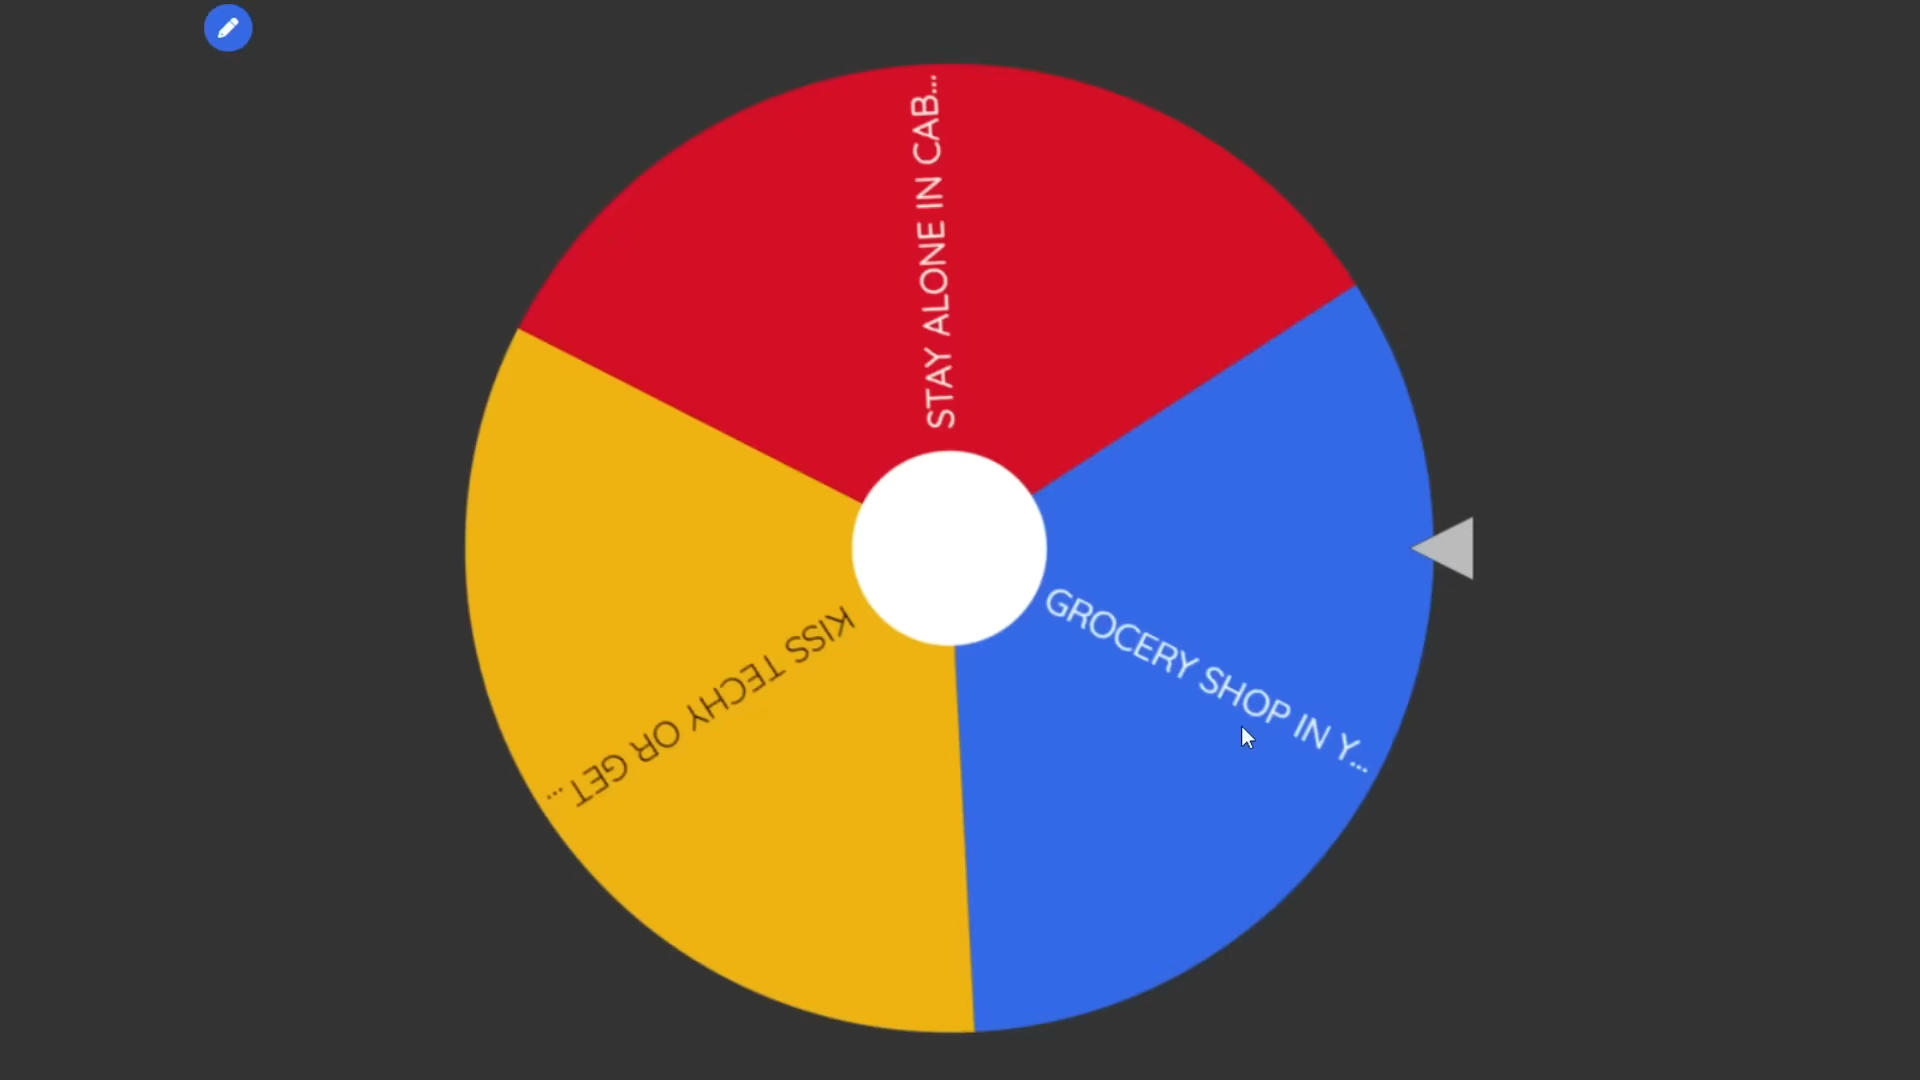 STAY ALONE IN CAB...
GROCERY SHOP IN Y...
KISS TECHY OR GET...